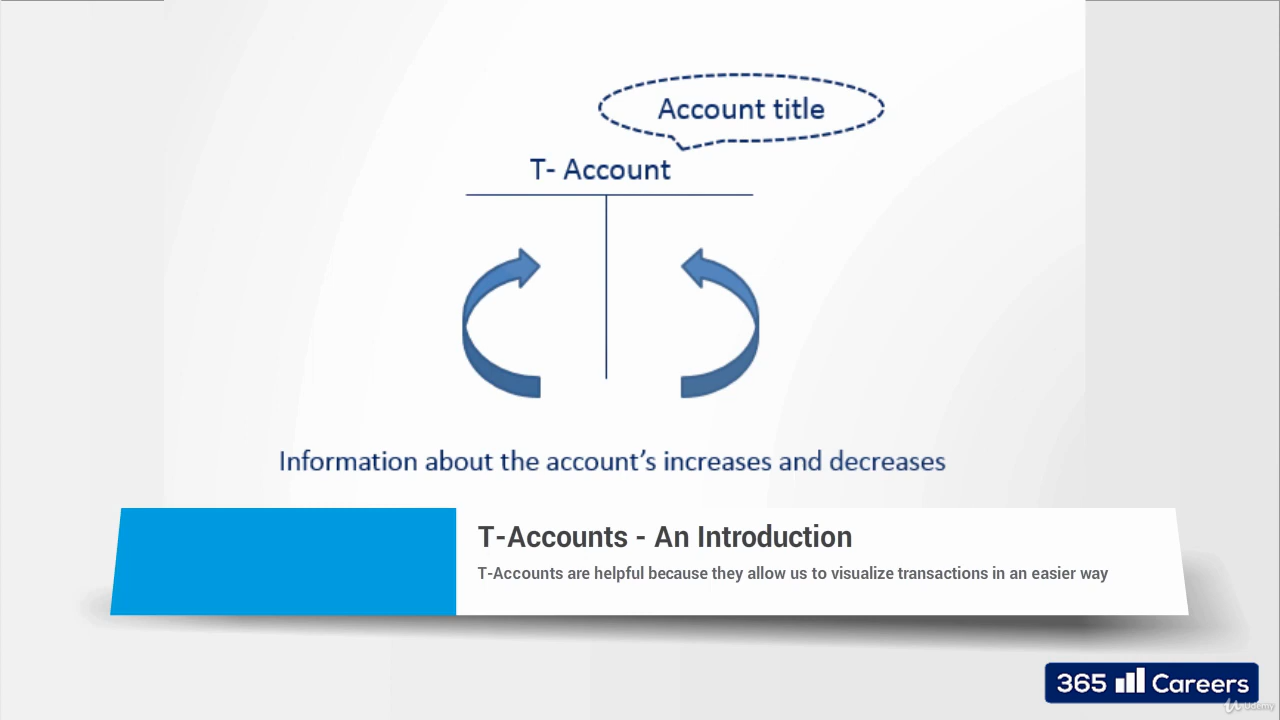 Account title
T- Account
Information about the account's increases and decreases
T-Accounts - An Introduction
T-Accounts are helpful because they allow us to visualize transactions in an easier way
365 Careers
Udemy